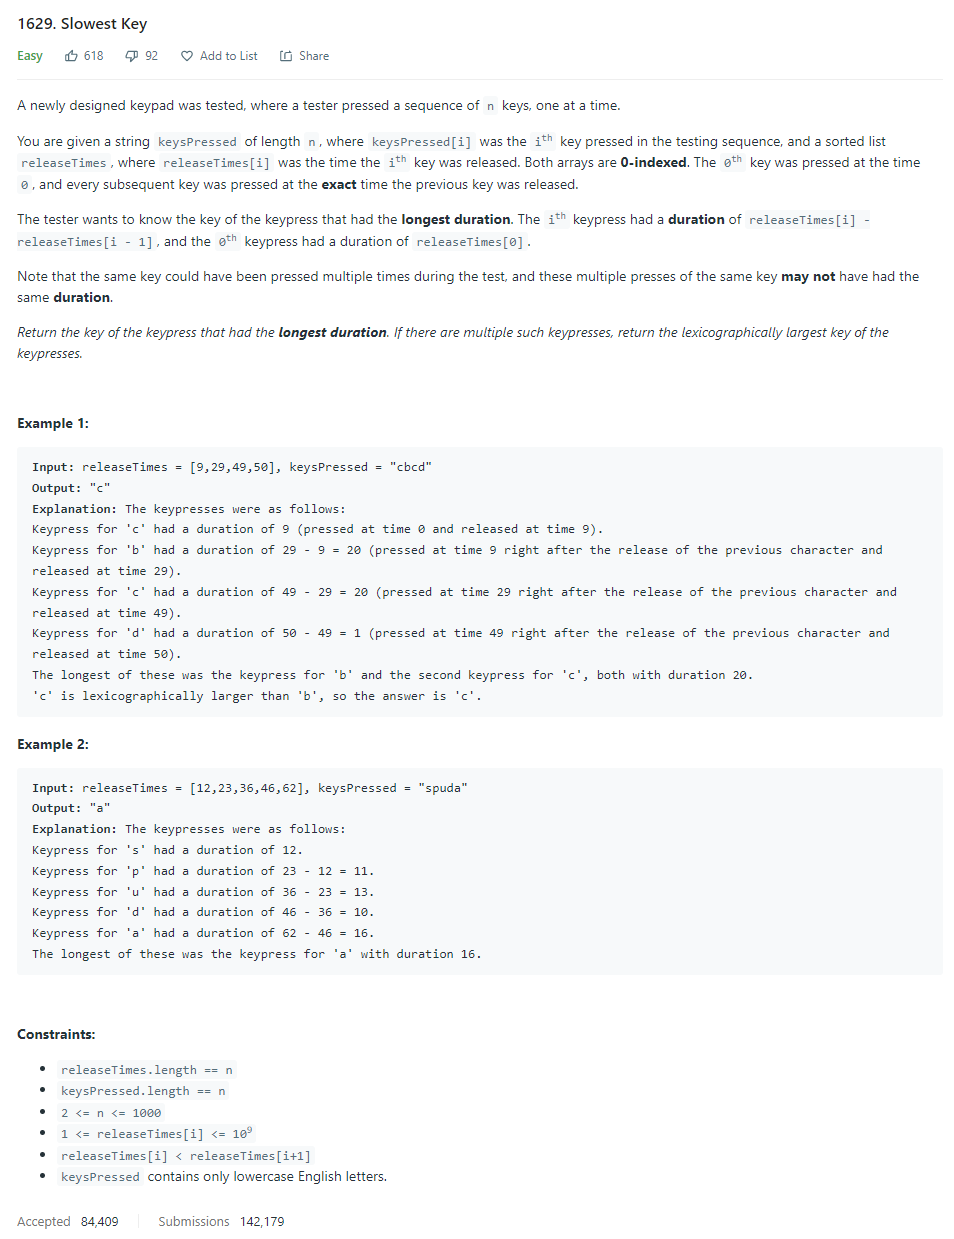 1629. Slowest Key
Easy 618 92 Add to List Share
A newly designed keypad was tested, where a tester pressed a sequence of n keys, one at a time.
You are given a string keysPressed of length n, where keysPressed[i] was the ith key pressed in the testing sequence, and a sorted list
releaseTimes, where releaseTimes[i] was the time the ith key was released. Both arrays are 0-indexed. The 0th key was pressed at the time
0, and every subsequent key was pressed at the exact time the previous key was released.
The tester wants to know the key of the keypress that had the longest duration. The ith keypress had a duration of releaseTimes[i] -
releaseTimes[i - 1], and the 0th keypress had a duration of releaseTimes[0].
Note that the same key could have been pressed multiple times during the test, and these multiple presses of the same key may not have had the
same duration.
Return the key of the keypress that had the longest duration. If there are multiple such keypresses, return the lexicographically largest key of the
keypresses.
Example 1:
Input: releaseTimes = [9,29,49,50], keysPressed = "cbcd"
Output: "c"
Explanation: The keypresses were as follows:
Keypress for 'c' had a duration of 9 (pressed at time 0 and released at time 9).
Keypress for 'b' had a duration of 29 - 9 = 20 (pressed at time 9 right after the release of the previous character and
released at time 29).
Keypress for 'c' had a duration of 49 - 29 = 20 (pressed at time 29 right after the release of the previous character and
released at time 49).
Keypress for 'd' had a duration of 50 - 49 = 1 (pressed at time 49 right after the release of the previous character and
released at time 50).
The longest of these was the keypress for 'b' and the second keypress for 'c', both with duration 20.
'c' is lexicographically larger than 'b', so the answer is 'c'.
Example 2:
Input: releaseTimes = [12,23,36,46,62], keysPressed = "spuda"
Output: "a"
Explanation: The keypresses were as follows:
Keypress for 's' had a duration of 12.
Keypress for 'p' had a duration of 23 - 12 = 11.
Keypress for 'u' had a duration of 36 - 23 = 13.
Keypress for 'd' had a duration of 46 - 36 = 10.
Keypress for 'a' had a duration of 62 - 46 = 16.
The longest of these was the keypress for 'a' with duration 16.
Constraints:
• releaseTimes.length == n
• keysPressed.length == n
• 2 <= n <= 1000
• 1 <= releaseTimes[i] <= 10⁹
• releaseTimes[i] < releaseTimes[i+1]
• keysPressed contains only lowercase English letters.
Accepted 84,409 Submissions 142,179